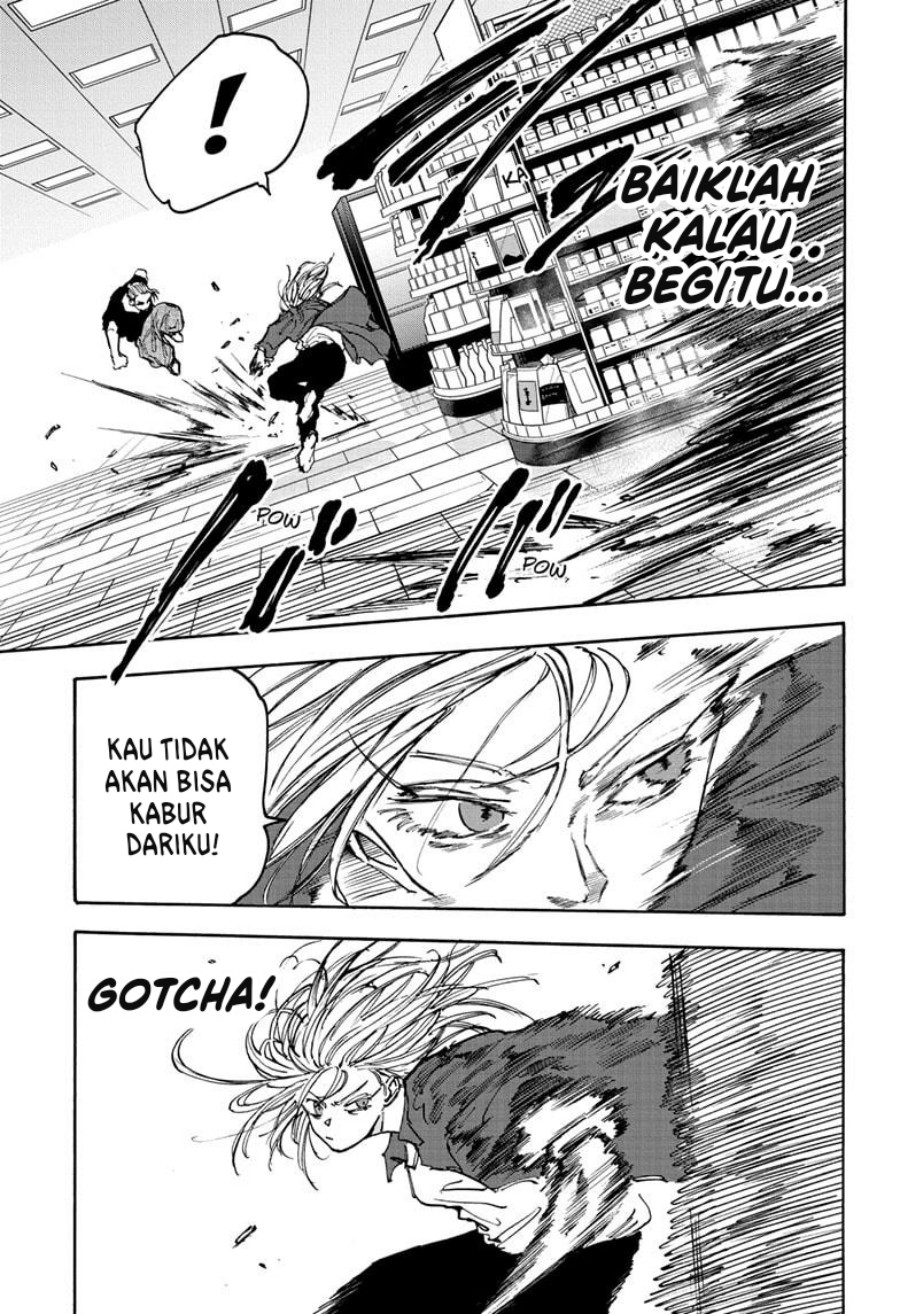 !
BAIKLAH
KALAU..
BEGITU...
KA
POW
POW
KAU TIDAK
AKAN BISA
KABUR
DARIKU!
GOTCHA!